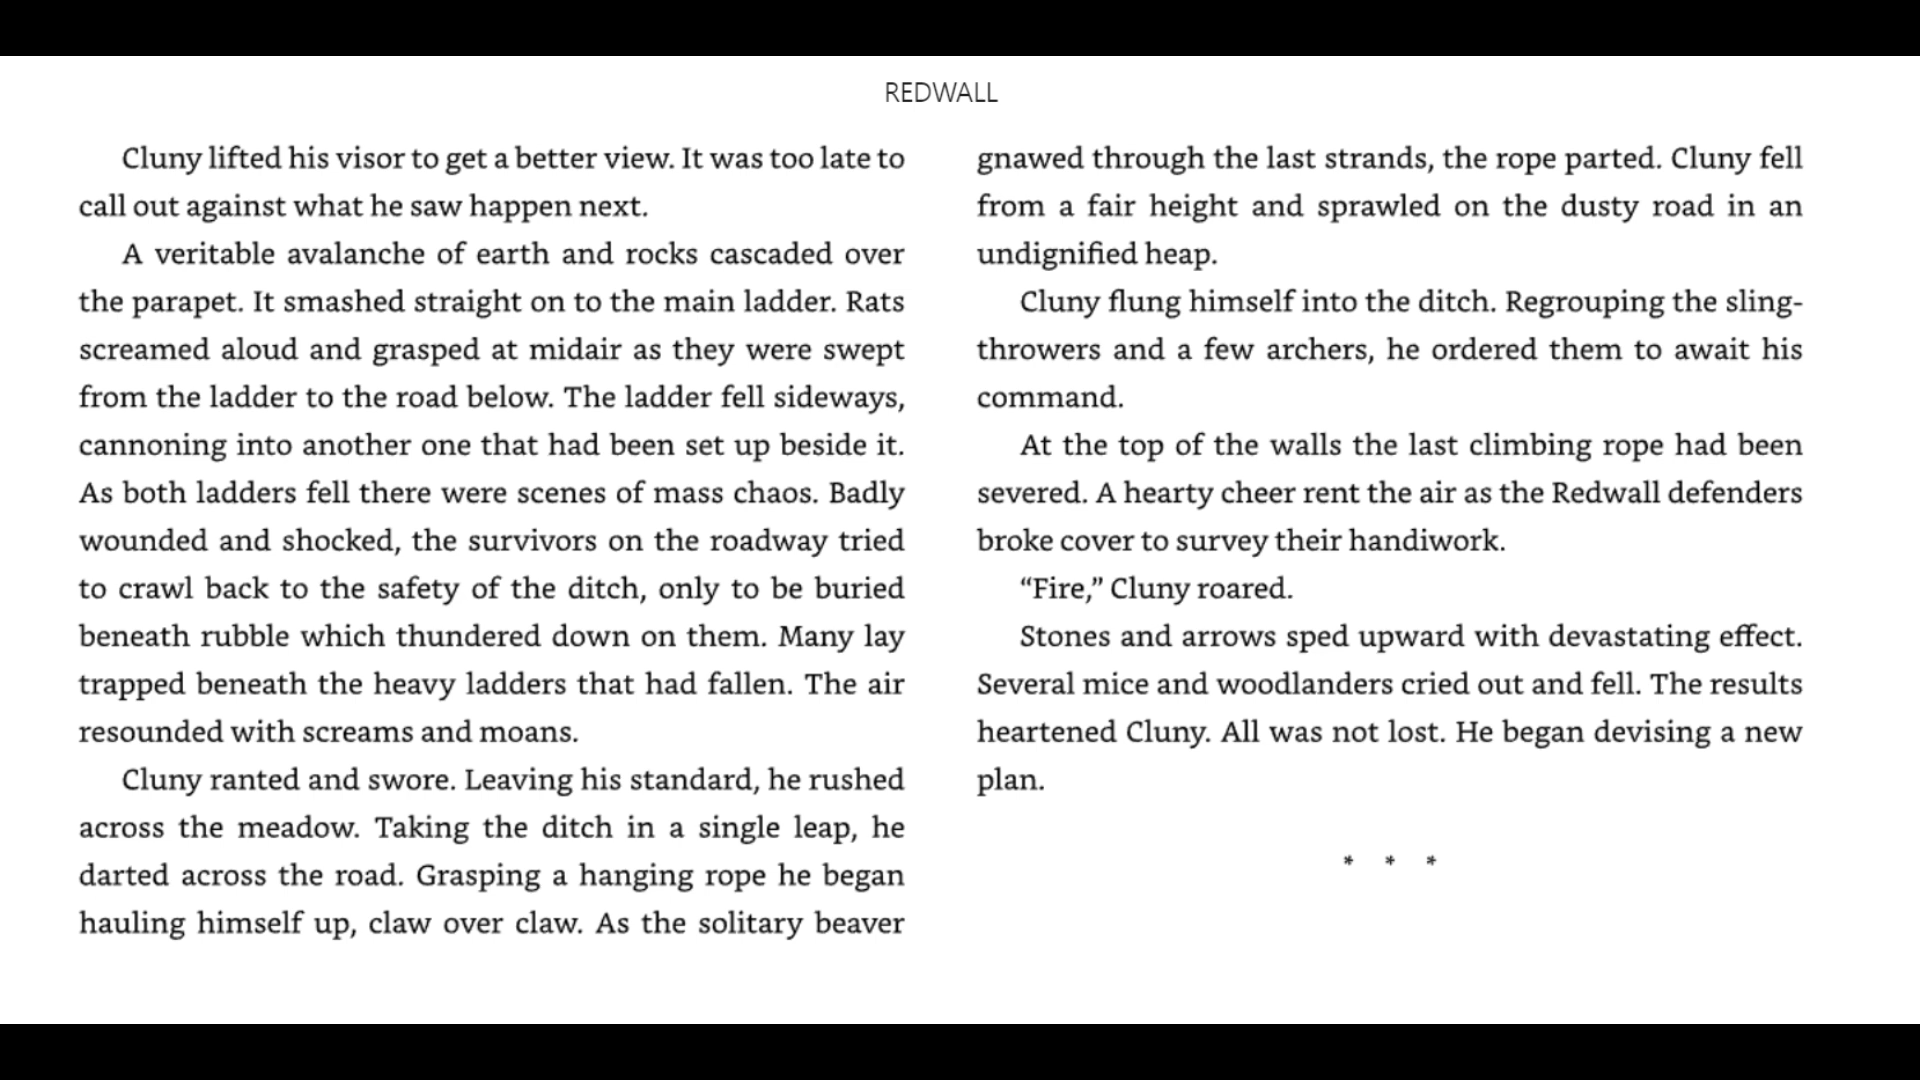 REDWALL
Cluny lifted his visor to get a better view. It was too late to
call out against what he saw happen next.
A veritable avalanche of earth and rocks cascaded over
the parapet. It smashed straight on to the main ladder. Rats
screamed aloud and grasped at midair as they were swept
from the ladder to the road below. The ladder fell sideways,
cannoning into another one that had been set up beside it.
As both ladders fell there were scenes of mass chaos. Badly
wounded and shocked, the survivors on the roadway tried
to crawl back to the safety of the ditch, only to be buried
beneath rubble which thundered down on them. Many lay
trapped beneath the heavy ladders that had fallen. The air
resounded with screams and moans.
Cluny ranted and swore. Leaving his standard, he rushed
across the meadow. Taking the ditch in a single leap, he
darted across the road. Grasping a hanging rope he began
hauling himself up, claw over claw. As the solitary beaver
gnawed through the last strands, the rope parted. Cluny fell
from a fair height and sprawled on the dusty road in an
undignified heap.
Cluny flung himself into the ditch. Regrouping the sling-
throwers and a few archers, he ordered them to await his
command.
At the top of the walls the last climbing rope had been
severed. A hearty cheer rent the air as the Redwall defenders
broke cover to survey their handiwork.
“Fire,” Cluny roared.
Stones and arrows sped upward with devastating effect.
Several mice and woodlanders cried out and fell. The results
heartened Cluny. All was not lost. He began devising a new
plan.
* * *